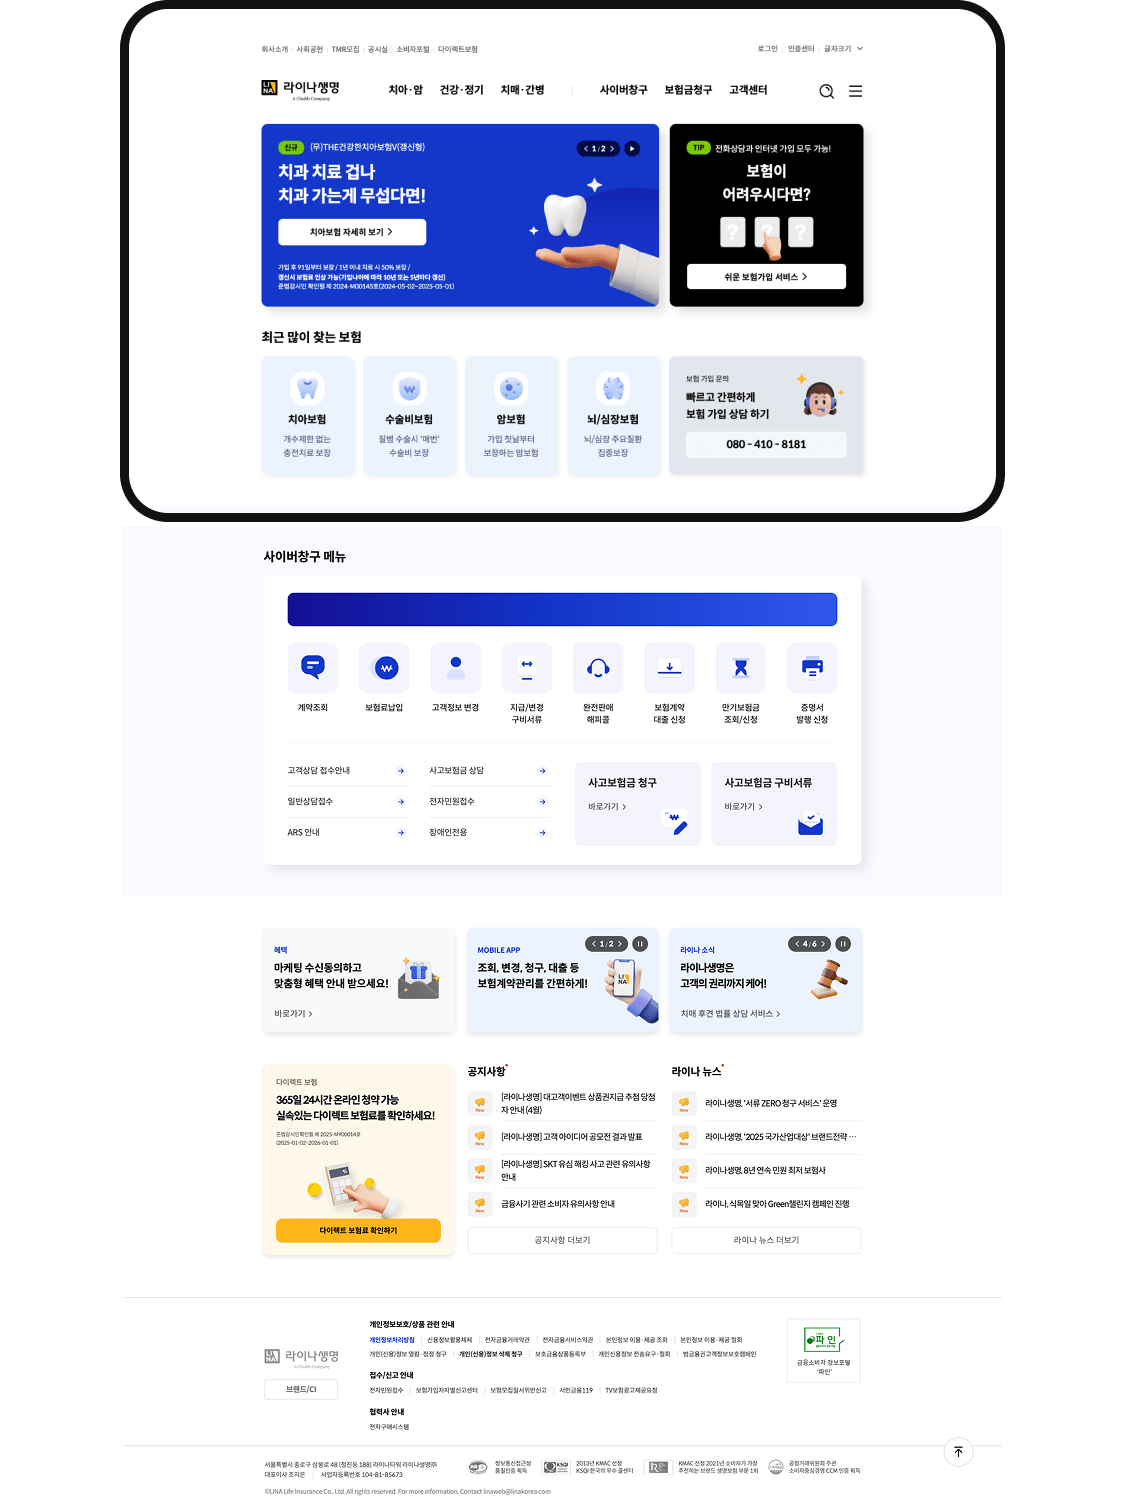 회사소개 사회공헌 TMR모집 공시실 소비자포털 다이렉트보험
로그인 인증센터 글자크기
LINA 라이나생명
A Chubb Company
치아·암 건강·정기 치매·간병 사이버창구 보험금청구 고객센터
신규 (무)THE건강한치아보험V(갱신형)
1/2
치과 치료 겁나
치과 가는게 무섭다면!
치아보험 자세히 보기
가입 후 91일부터 보장 / 1년 이내 치료 시 50% 보장 /
갱신시 보험료 인상 가능(가입나이에 따라 10년 또는 5년마다 갱신)
준법감시인 확인필 제 2024-M00145호(2024-05-02~2025-05-01)
TIP 전화상담과 인터넷 가입 모두 가능!
보험이
어려우시다면?
? ? ?
쉬운 보험가입 서비스
최근 많이 찾는 보험
치아보험
개수제한 없는
충전치료 보장
수술비보험
질병 수술시 '매번'
수술비 보장
암보험
가입 첫날부터
보장하는 암보험
뇌/심장보험
뇌/심장 주요질환
집중보장
보험 가입 문의
빠르고 간편하게
보험 가입 상담 하기
080 - 410 - 8181
사이버창구 메뉴
계약조회
보험료납입
고객정보 변경
지급/변경
구비서류
완전판매
해피콜
보험계약
대출 신청
만기보험금
조회/신청
증명서
발행 신청
고객상담 접수안내
일반상담접수
ARS 안내
사고보험금 상담
전자민원접수
장애인전용
사고보험금 청구
바로가기
사고보험금 구비서류
바로가기
혜택
마케팅 수신동의하고
맞춤형 혜택 안내 받으세요!
바로가기
MOBILE APP
1/2
조회, 변경, 청구, 대출 등
보험계약관리를 간편하게!
LINA
라이나 소식
4/6
라이나생명은
고객의 권리까지 케어!
치매 후견 법률 상담 서비스
다이렉트 보험
365일 24시간 온라인 청약 가능
실속있는 다이렉트 보험료를 확인하세요!
준법감시인확인필 제 2025-M900014호
(2025-01-02~2026-01-01)
다이렉트 보험료 확인하기
공지사항
New
[라이나생명] 대고객이벤트 상품권지급 추첨 당첨
자 안내 (4월)
New
[라이나생명] 고객 아이디어 공모전 결과 발표
New
[라이나생명] SKT 유심 해킹 사고 관련 유의사항
안내
New
금융사기 관련 소비자 유의사항 안내
공지사항 더보기
라이나 뉴스
New
라이나생명, '서류 ZERO 청구 서비스' 운영
New
라이나생명, '2025 국가산업대상' 브랜드전략 …
New
라이나생명, 8년 연속 민원 최저 보험사
New
라이나, 식목일 맞아 Green챌린지 캠페인 진행
라이나 뉴스 더보기
LINA 라이나생명
A Chubb Company
브랜드/CI
개인정보보호/상품 관련 안내
개인정보처리방침 신용정보활용체제 전자금융거래약관 전자금융서비스약관 본인정보 이용·제공 조회 본인정보 이용·제공 철회
개인(신용)정보 열람·정정 청구 개인(신용)정보 삭제 청구 보호금융상품등록부 개인신용정보 전송요구·철회 범금융권고객정보보호캠페인
접수/신고 안내
전자민원접수 보험가입자차별신고센터 보험모집질서위반신고 서민금융119 TV보험광고제공요청
협력사 안내
전자구매시스템
파인
금융소비자 정보포털
'파인'
서울특별시 종로구 삼봉로 48 (청진동 188) 라이나타워 라이나생명㈜
대표이사 조지은 사업자등록번호 104-81-85673
정보통신접근성
품질인증 획득
KSQI
2013년 KMAC 선정
KSQI 한국의 우수 콜센터
2021년 소비자가 가장
KMAC 선정
추천하는 브랜드 생명보험 부문 1위
공정거래위원회 주관
소비자중심경영 CCM 인증 획득
©LINA Life Insurance Co., Ltd. All rights reserved. For more information, Contact linaweb@linakorea.com